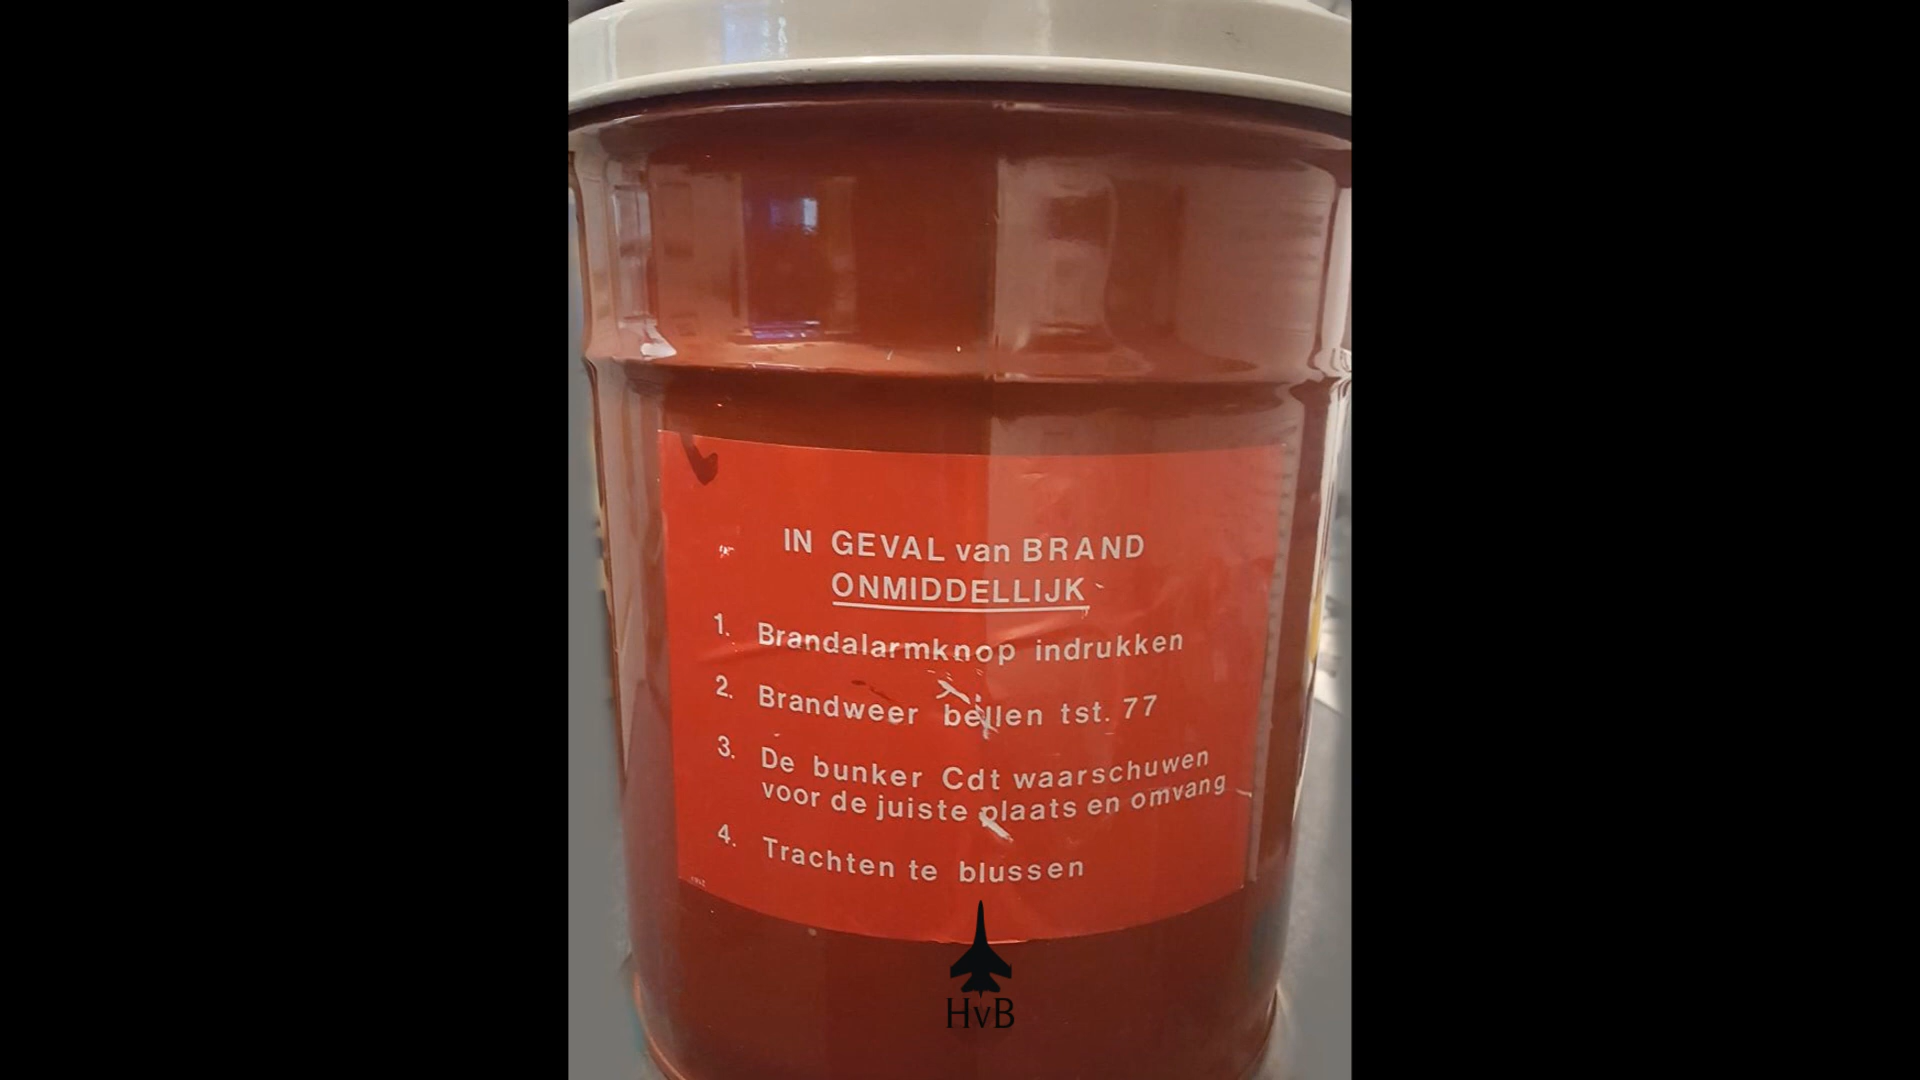 IN GEVAL van BRAND
ONMIDDELLIJK
1. Brandalarmknop indrukken
2. Brandweer bellen tst. 77
3. De bunker Cdt waarschuwen
voor de juiste plaats en omvang
4. Trachten te blussen
HvB